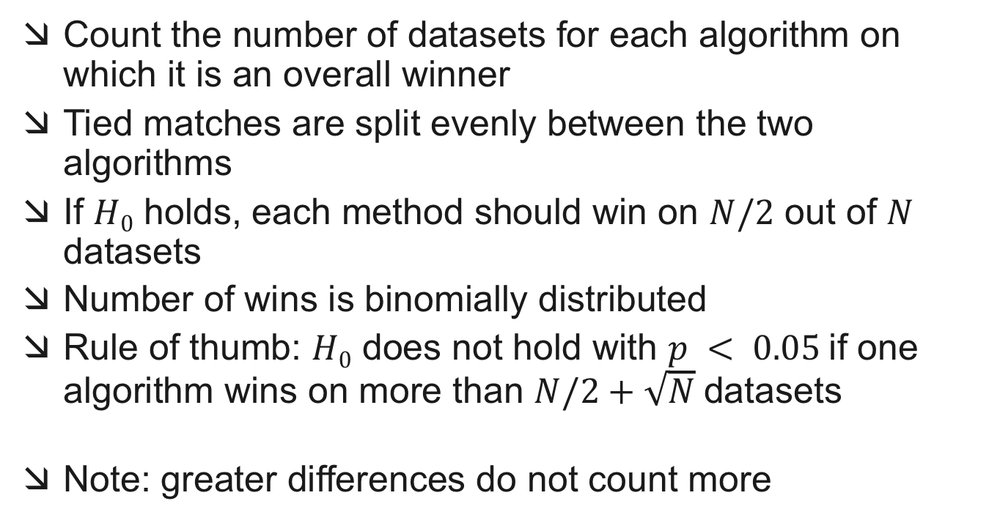 ↘ Count the number of datasets for each algorithm on
which it is an overall winner
↘ Tied matches are split evenly between the two
algorithms
↘ If H₀ holds, each method should win on N/2 out of N
datasets
↘ Number of wins is binomially distributed
↘ Rule of thumb: H₀ does not hold with p < 0.05 if one
algorithm wins on more than N/2 + √N datasets
↘ Note: greater differences do not count more